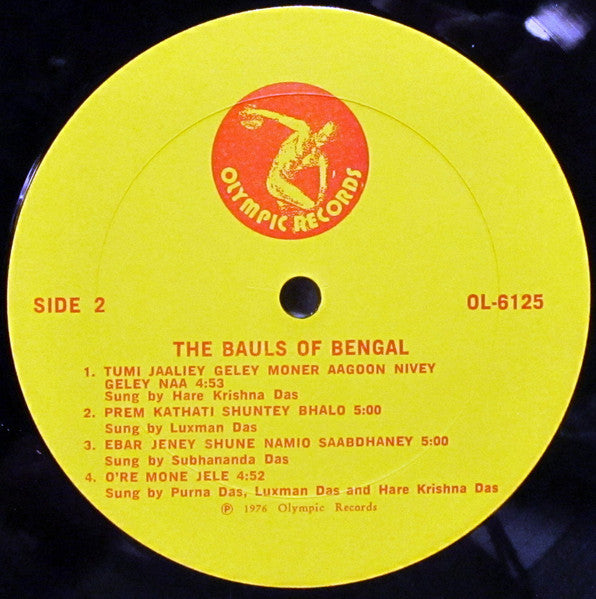 OLYMPIC RECORDS
SIDE 2
OL-6125
THE BAULS OF BENGAL
1. TUMI JAALIEY GELEY MONER AAGOON NIVEY
GELEY NAA 4:53
Sung by Hare Krishna Das
2. PREM KATHATI SHUNTEY BHALO 5:00
Sung by Luxman Das
3. EBAR JENEY SHUNE NAMIO SAABDHANEY 5:00
Sung by Subhananda Das
4. O'RE MONE JELE 4:52
Sung by Purna Das, Luxman Das and Hare Krishna Das
℗ 1976 Olympic Records